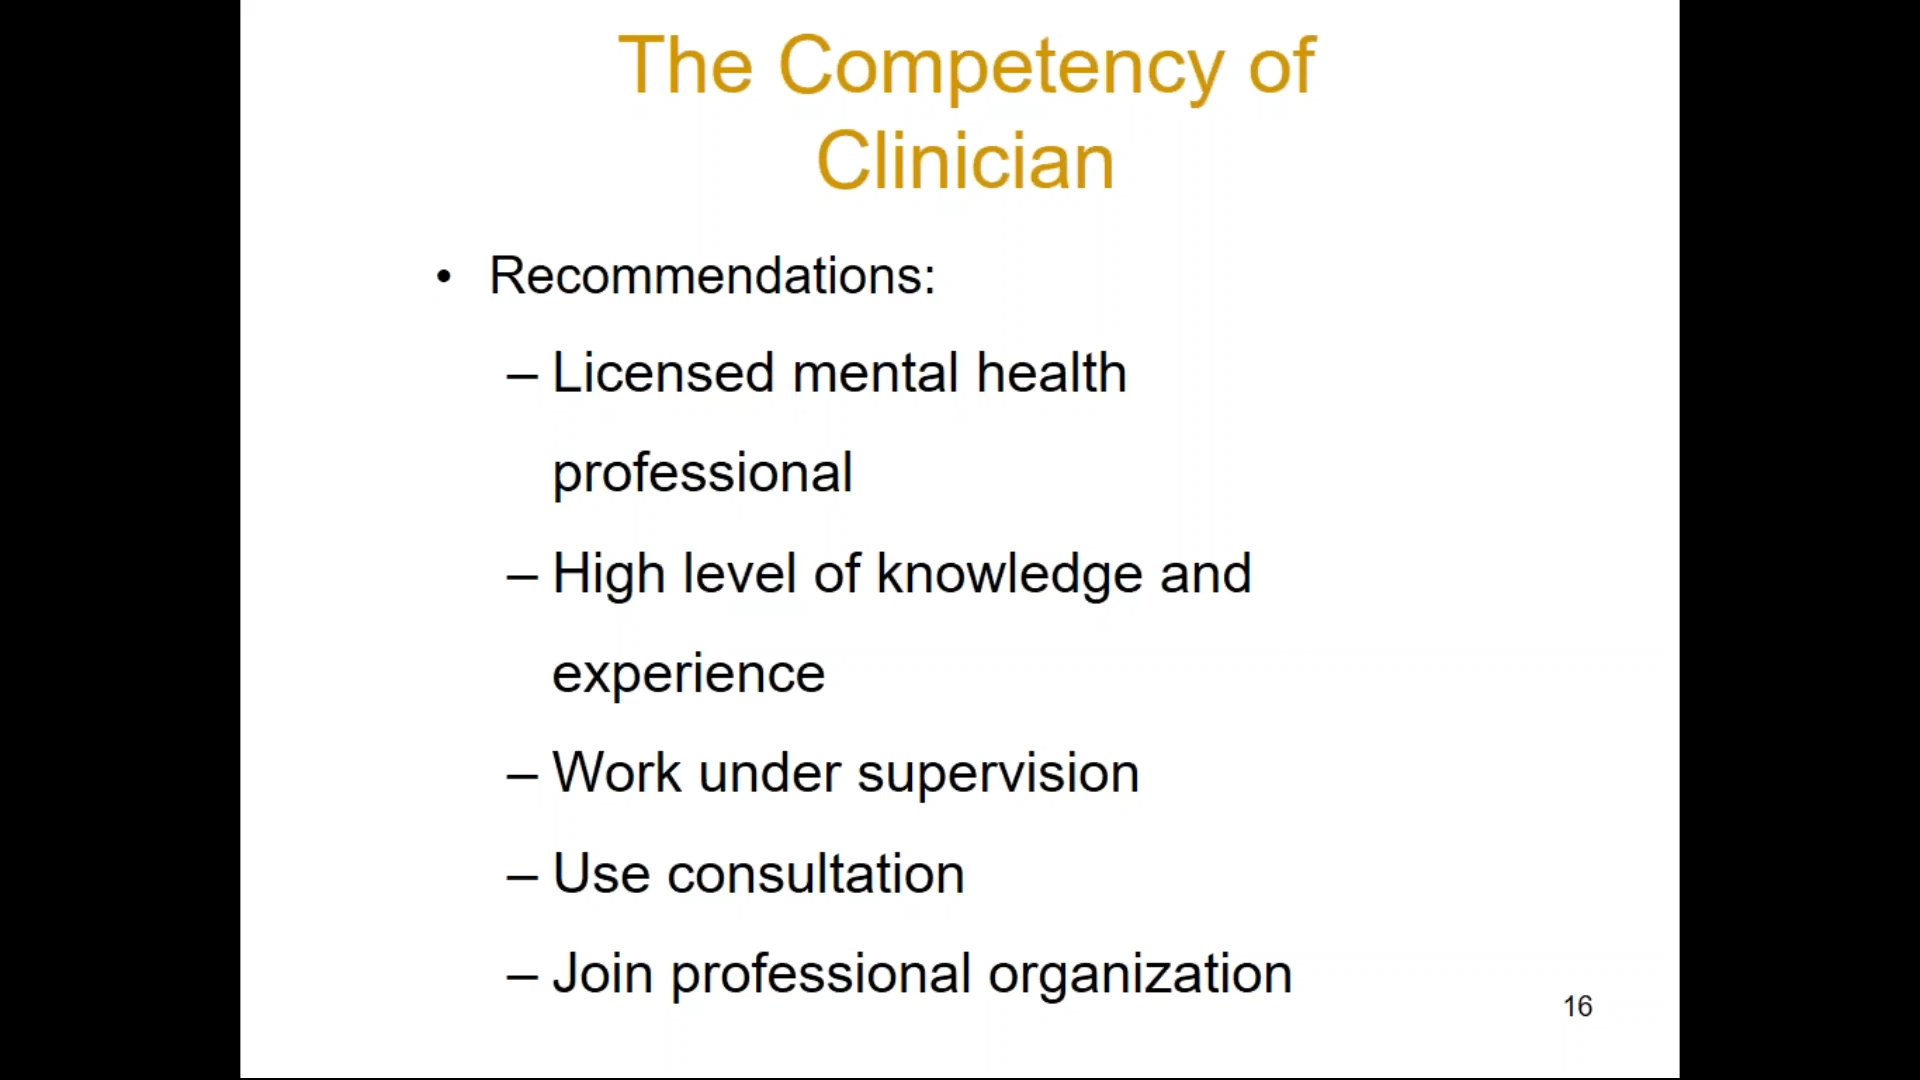 The Competency of
Clinician
• Recommendations:
– Licensed mental health
professional
– High level of knowledge and
experience
– Work under supervision
– Use consultation
– Join professional organization
16